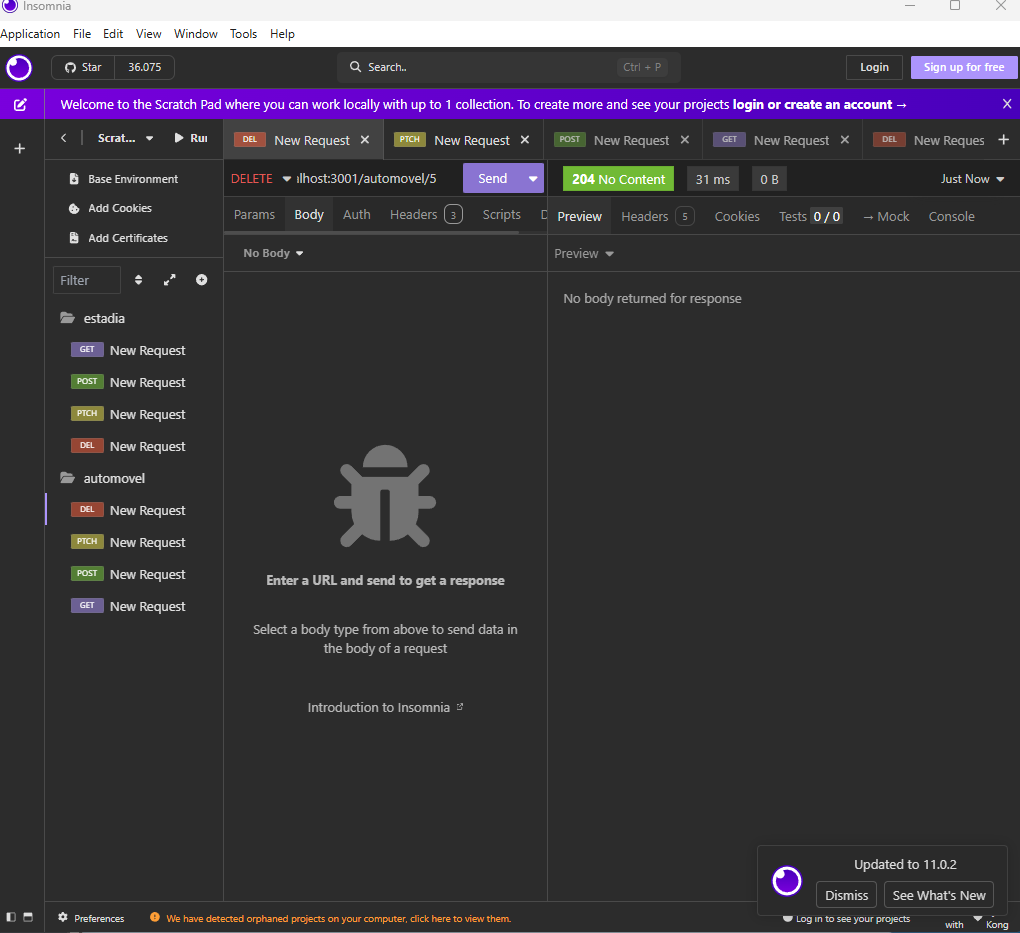 Insomnia
Application File Edit View Window Tools Help
Star 36.075 Search.. Ctrl + P Login Sign up for free
Welcome to the Scratch Pad where you can work locally with up to 1 collection. To create more and see your projects login or create an account → X
Scrat... Rur
DEL New Request PTCH New Request POST New Request GET New Request DEL New Reques
Base Environment
Add Cookies
Add Certificates
DELETE lhost:3001/automovel/5 Send
204 No Content 31 ms 0 B Just Now
Params Body Auth Headers 3 Scripts D
Preview Headers 5 Cookies Tests 0 / 0 → Mock Console
No Body
Preview
No body returned for response
Filter
estadia
GET New Request
POST New Request
PTCH New Request
DEL New Request
automovel
DEL New Request
PTCH New Request
POST New Request
GET New Request
Enter a URL and send to get a response
Select a body type from above to send data in
the body of a request
Introduction to Insomnia
Updated to 11.0.2
Dismiss See What's New
Preferences We have detected orphaned projects on your computer, click here to view them. Log in to see your projects
with Kong